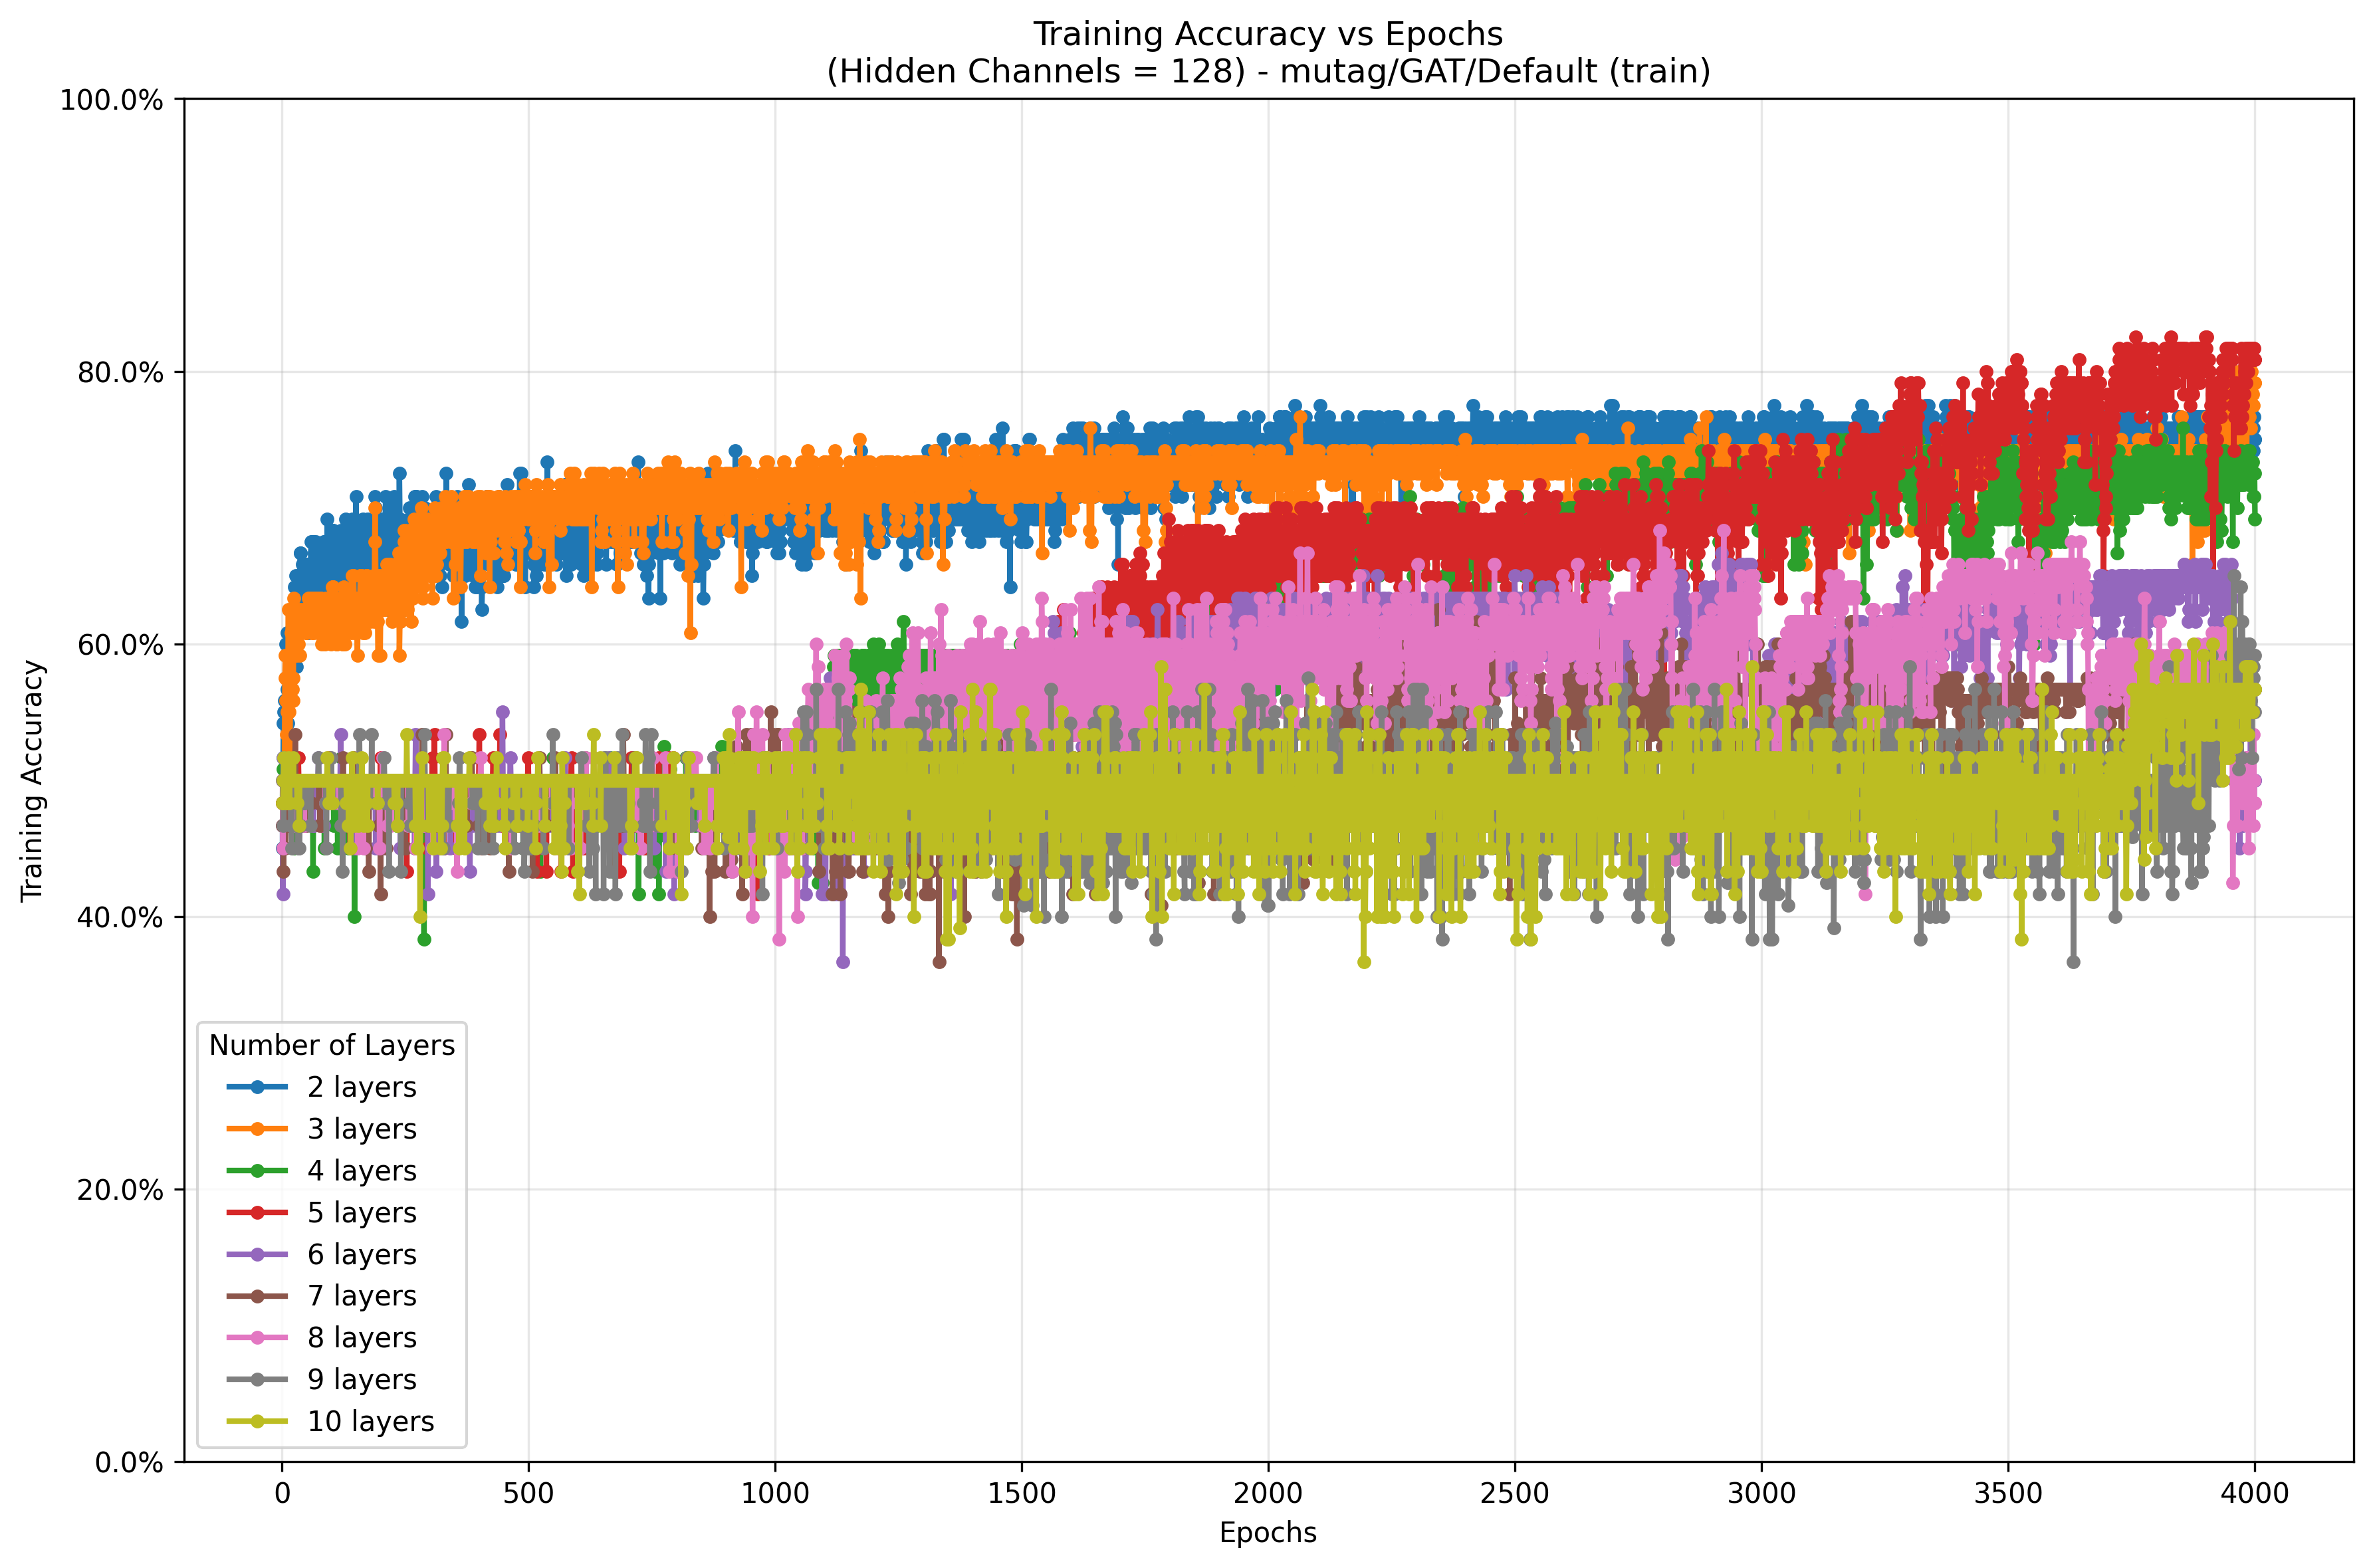 Training Accuracy vs Epochs
(Hidden Channels = 128) - mutag/GAT/Default (train)
100.0%
80.0%
60.0%
40.0%
20.0%
0.0%
Training Accuracy
Number of Layers
2 layers
3 layers
4 layers
5 layers
6 layers
7 layers
8 layers
9 layers
10 layers
0 500 1000 1500 2000 2500 3000 3500 4000
Epochs